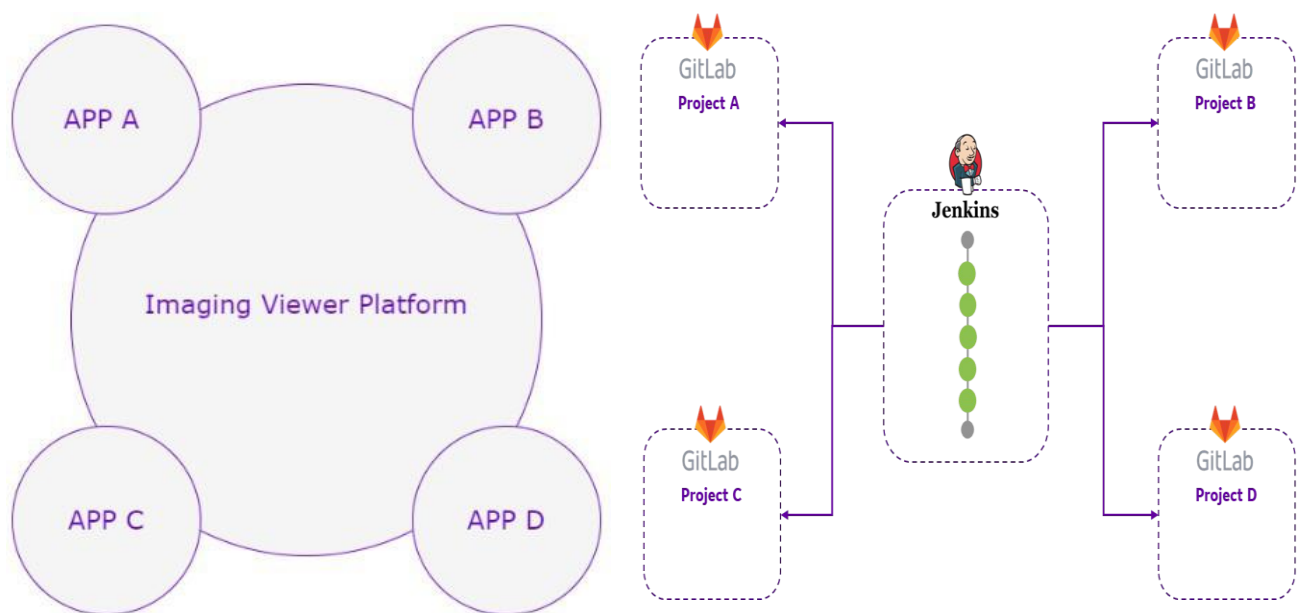 APP A
APP B
Imaging Viewer Platform
APP C
APP D
GitLab
Project A
GitLab
Project B
Jenkins
GitLab
Project C
GitLab
Project D